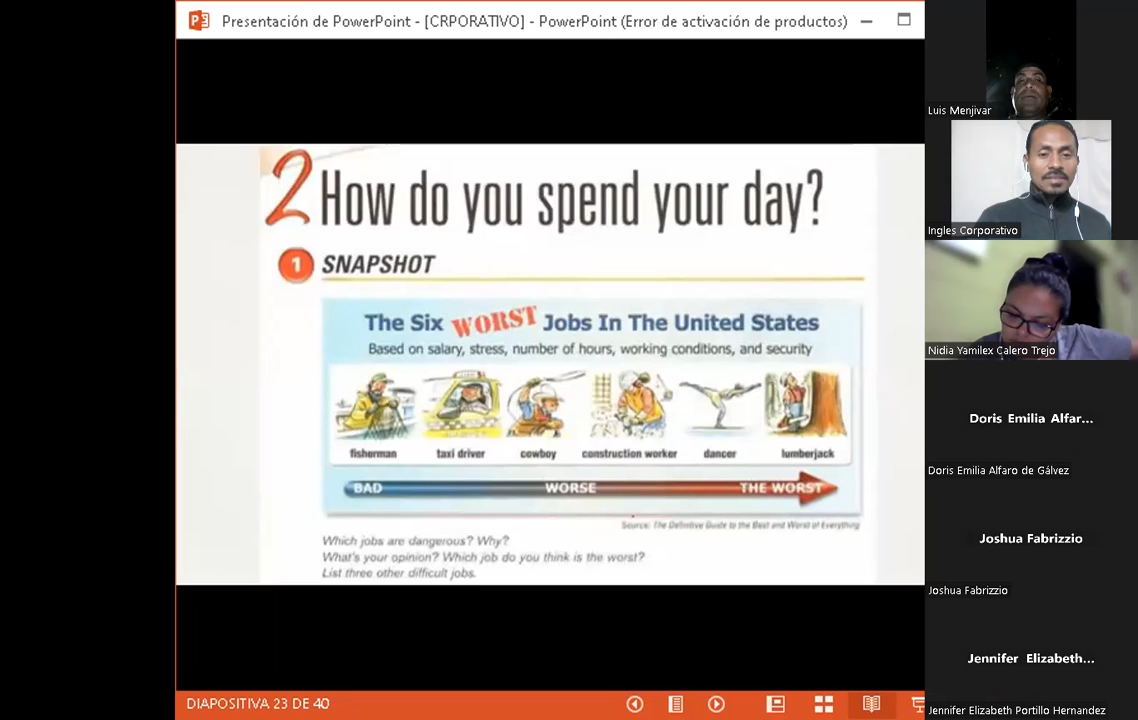 Presentación de PowerPoint - [CRPORATIVO] - PowerPoint (Error de activación de productos)
2 How do you spend your day?
1 SNAPSHOT
The Six WORST Jobs In The United States
Based on salary, stress, number of hours, working conditions, and security
fisherman taxi driver cowboy construction worker dancer lumberjack
BAD WORSE THE WORST
Source: The Definitive Guide to the Best and Worst of Everything
Which jobs are dangerous? Why?
What's your opinion? Which job do you think is the worst?
List three other difficult jobs.
DIAPOSITIVA 23 DE 40
Luis Menjivar
Ingles Corporativo
Nidia Yamilex Calero Trejo
Doris Emilia Alfar...
Doris Emilia Alfaro de Gálvez
Joshua Fabrizzio
Joshua Fabrizzio
Jennifer Elizabeth...
Jennifer Elizabeth Portillo Hernandez